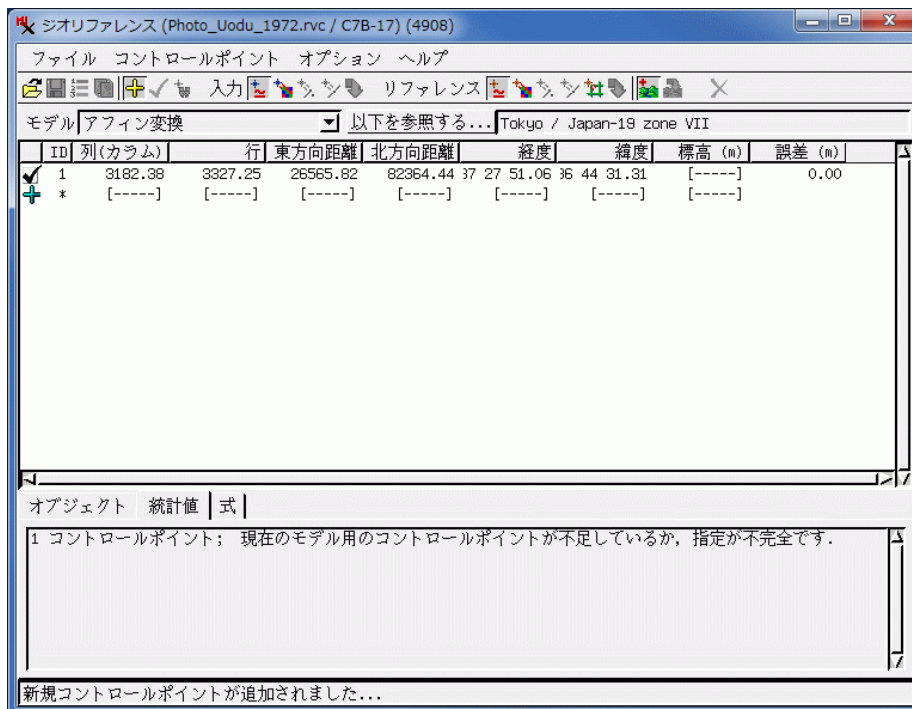 ジオリファレンス (Photo_Uodu_1972.rvc / C7B-17) (4908)
ファイル コントロールポイント オプション ヘルプ
入力 リファレンス
モデル アフィン変換 以下を参照する... Tokyo / Japan-19 zone VII
ID 列(カラム) 行 東方向距離 北方向距離 経度 緯度 標高 (m) 誤差 (m)
1 3182.38 3327.25 26565.82 82364.44 37 27 51.06 36 44 31.31 [-----] 0.00
* [-----] [-----] [-----] [-----] [-----] [-----] [-----]
オブジェクト 統計値 式
1 コントロールポイント; 現在のモデル用のコントロールポイントが不足しているか, 指定が不完全です.
新規コントロールポイントが追加されました...